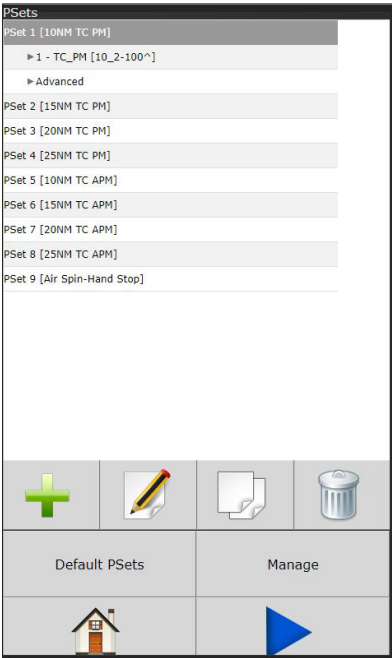 PSets
PSet 1 [10NM TC PM]
1 - TC_PM [10_2-100^]
Advanced
PSet 2 [15NM TC PM]
PSet 3 [20NM TC PM]
PSet 4 [25NM TC PM]
PSet 5 [10NM TC APM]
PSet 6 [15NM TC APM]
PSet 7 [20NM TC APM]
PSet 8 [25NM TC APM]
PSet 9 [Air Spin-Hand Stop]
Default PSets
Manage